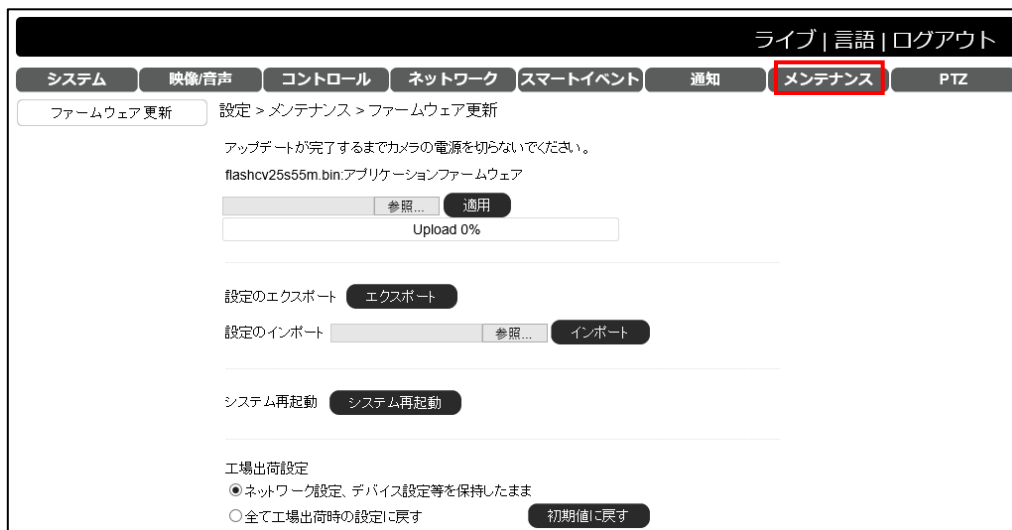 ライブ | 言語 | ログアウト
システム 映像/音声 コントロール ネットワーク スマートイベント 通知 メンテナンス PTZ
ファームウェア更新 設定 > メンテナンス > ファームウェア更新
アップデートが完了するまでカメラの電源を切らないでください。
flashcv25s55m.bin:アプリケーションファームウェア
参照... 適用
Upload 0%
設定のエクスポート エクスポート
設定のインポート 参照... インポート
システム再起動 システム再起動
工場出荷設定
ネットワーク設定、デバイス設定等を保持したまま
全て工場出荷時の設定に戻す 初期値に戻す